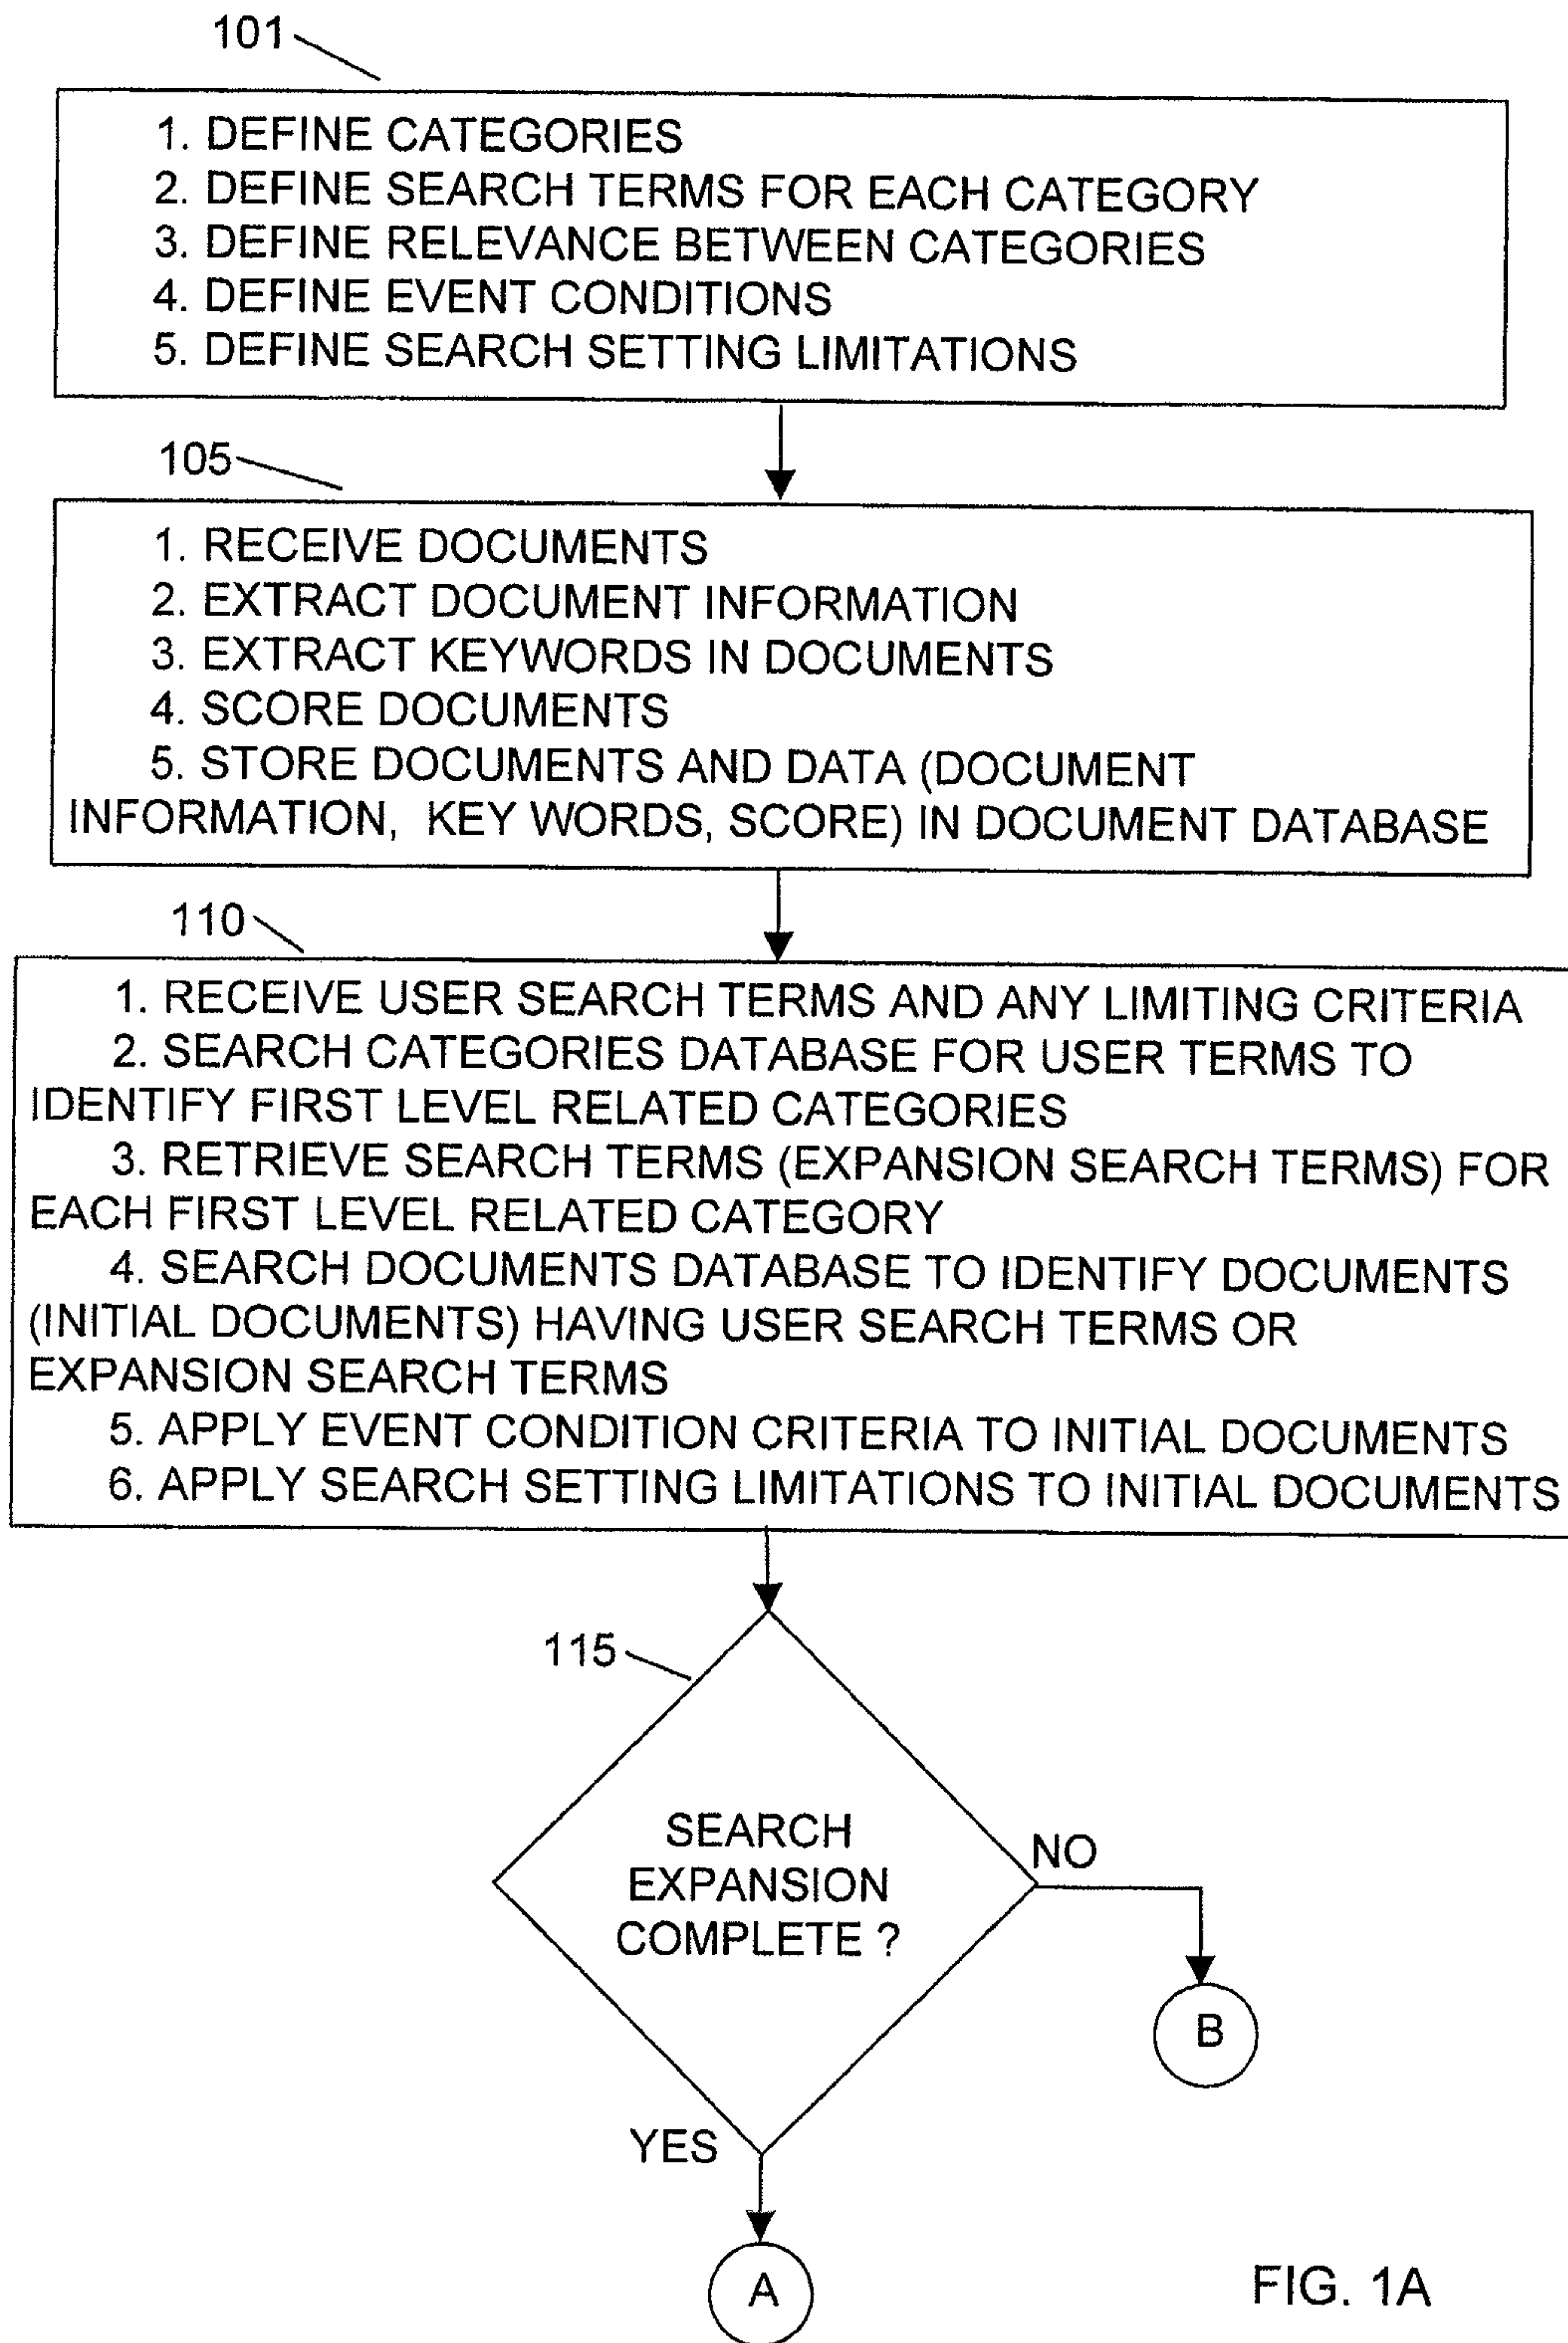 101
1. DEFINE CATEGORIES
2. DEFINE SEARCH TERMS FOR EACH CATEGORY
3. DEFINE RELEVANCE BETWEEN CATEGORIES
4. DEFINE EVENT CONDITIONS
5. DEFINE SEARCH SETTING LIMITATIONS
105
1. RECEIVE DOCUMENTS
2. EXTRACT DOCUMENT INFORMATION
3. EXTRACT KEYWORDS IN DOCUMENTS
4. SCORE DOCUMENTS
5. STORE DOCUMENTS AND DATA (DOCUMENT
INFORMATION, KEY WORDS, SCORE) IN DOCUMENT DATABASE
110
1. RECEIVE USER SEARCH TERMS AND ANY LIMITING CRITERIA
2. SEARCH CATEGORIES DATABASE FOR USER TERMS TO
IDENTIFY FIRST LEVEL RELATED CATEGORIES
3. RETRIEVE SEARCH TERMS (EXPANSION SEARCH TERMS) FOR
EACH FIRST LEVEL RELATED CATEGORY
4. SEARCH DOCUMENTS DATABASE TO IDENTIFY DOCUMENTS
(INITIAL DOCUMENTS) HAVING USER SEARCH TERMS OR
EXPANSION SEARCH TERMS
5. APPLY EVENT CONDITION CRITERIA TO INITIAL DOCUMENTS
6. APPLY SEARCH SETTING LIMITATIONS TO INITIAL DOCUMENTS
115
SEARCH
EXPANSION
COMPLETE ?
NO
B
YES
A
FIG. 1A